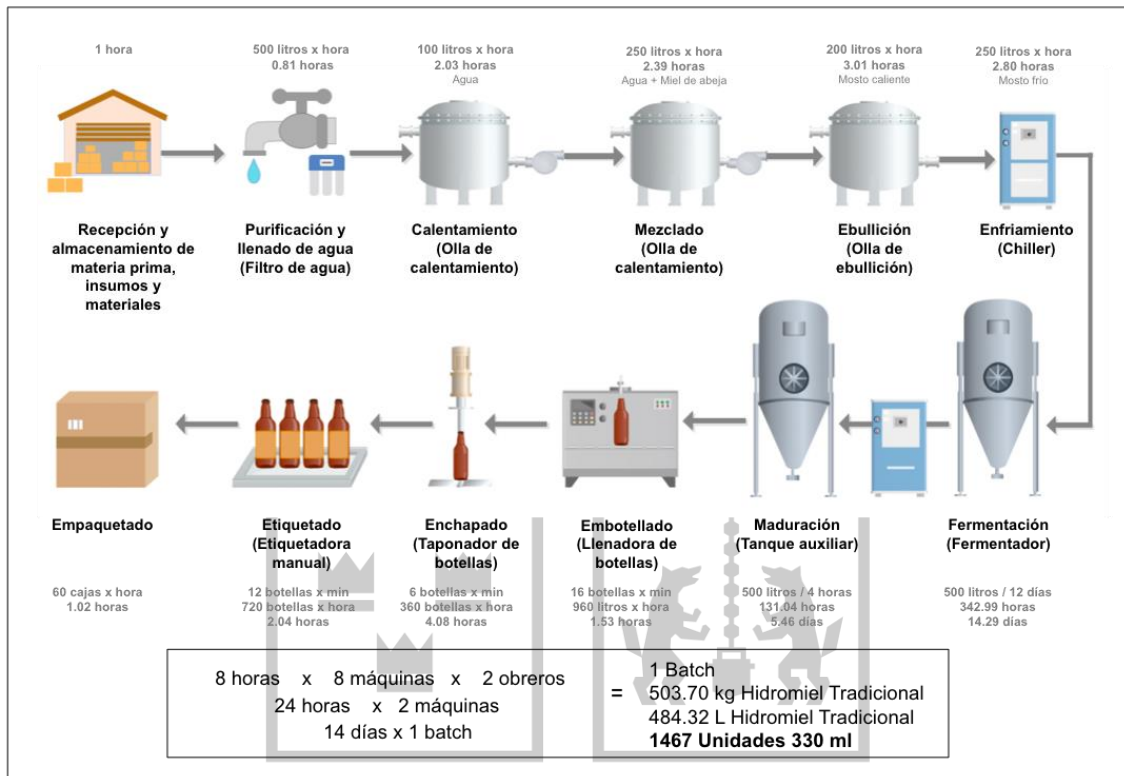 1 hora
500 litros x hora
0.81 horas
100 litros x hora
2.03 horas
Agua
250 litros x hora
2.39 horas
Agua + Miel de abeja
200 litros x hora
3.01 horas
Mosto caliente
250 litros x hora
2.80 horas
Mosto frío
Recepción y
almacenamiento de
materia prima,
insumos y
materiales
Purificación y
llenado de agua
(Filtro de agua)
Calentamiento
(Olla de
calentamiento)
Mezclado
(Olla de
calentamiento)
Ebullición
(Olla de
ebullición)
Enfriamiento
(Chiller)
Empaquetado
Etiquetado
(Etiquetadora
manual)
Enchapado
(Taponador de
botellas)
Embotellado
(Llenadora de
botellas)
Maduración
(Tanque auxiliar)
Fermentación
(Fermentador)
60 cajas x hora
1.02 horas
12 botellas x min
720 botellas x hora
2.04 horas
6 botellas x min
360 botellas x hora
4.08 horas
16 botellas x min
960 litros x hora
1.53 horas
500 litros / 4 horas
131.04 horas
5.46 días
500 litros / 12 días
342.99 horas
14.29 días
8 horas x 8 máquinas x 2 obreros
24 horas x 2 máquinas
14 días x 1 batch
=
1 Batch
503.70 kg Hidromiel Tradicional
484.32 L Hidromiel Tradicional
1467 Unidades 330 ml